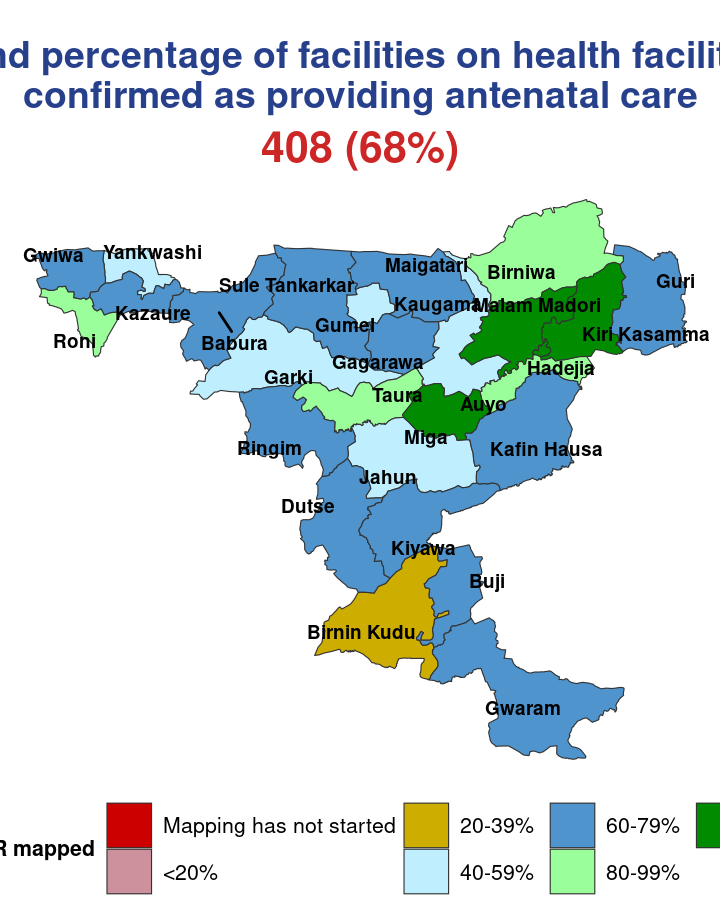 percentage of facilities on health
confirmed as providing antenatal care
408 (68%)
Gwiwa
Yankwashi
Maigatari
Birniwa
Guri
Sule Tankarkar
Kaugama
Malam Madori
Kazaure
Gumel
Kiri Kasamma
Roni
Babura
Gagarawa
Hadejia
Garki
Taura
Auyo
Miga
Ringim
Kafin Hausa
Jahun
Dutse
Kiyawa
Buji
Birnin Kudu
Gwaram
Mapping has not started
20-39%
60-79%
mapped
<20%
40-59%
80-99%